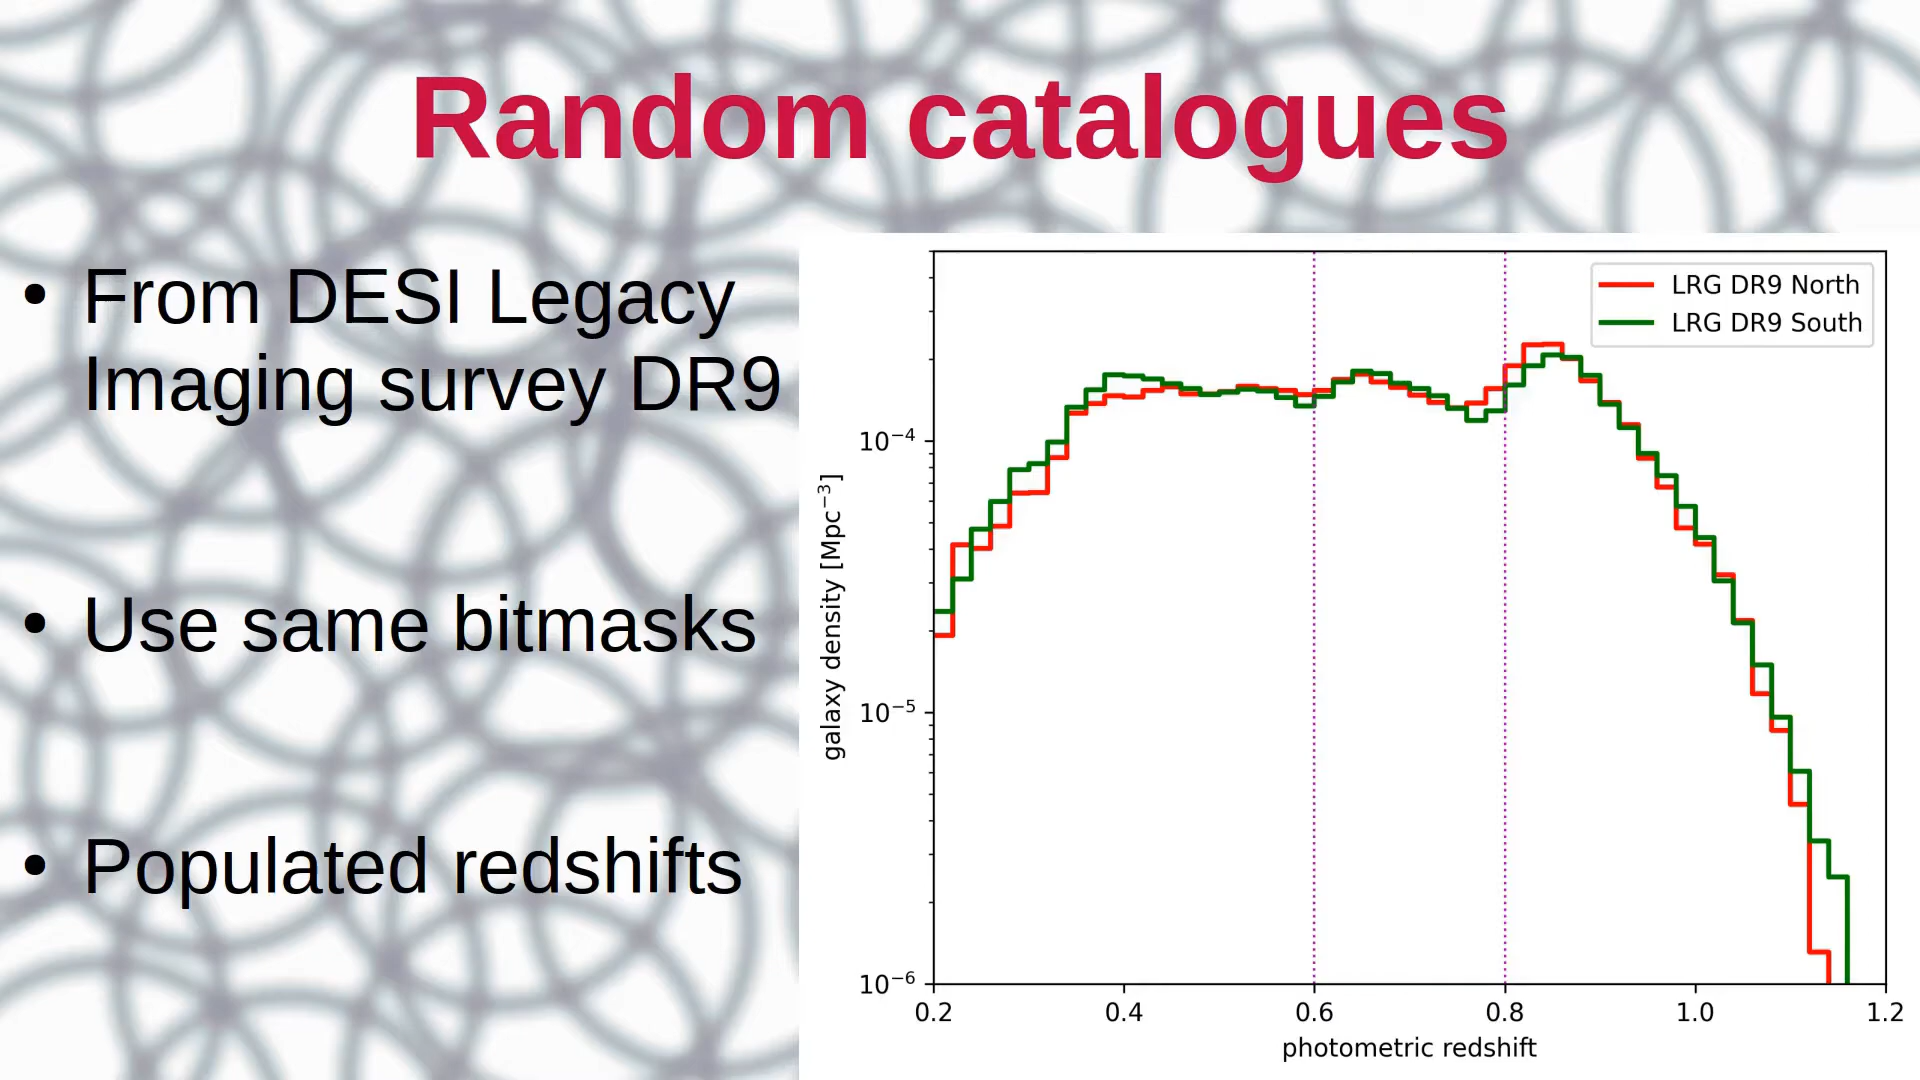 Random catalogues
• From DESI Legacy
Imaging survey DR9
• Use same bitmasks
• Populated redshifts
LRG DR9 North
LRG DR9 South
galaxy density [Mpc⁻³]
10⁻⁴
10⁻⁵
10⁻⁶
0.2 0.4 0.6 0.8 1.0 1.2
photometric redshift